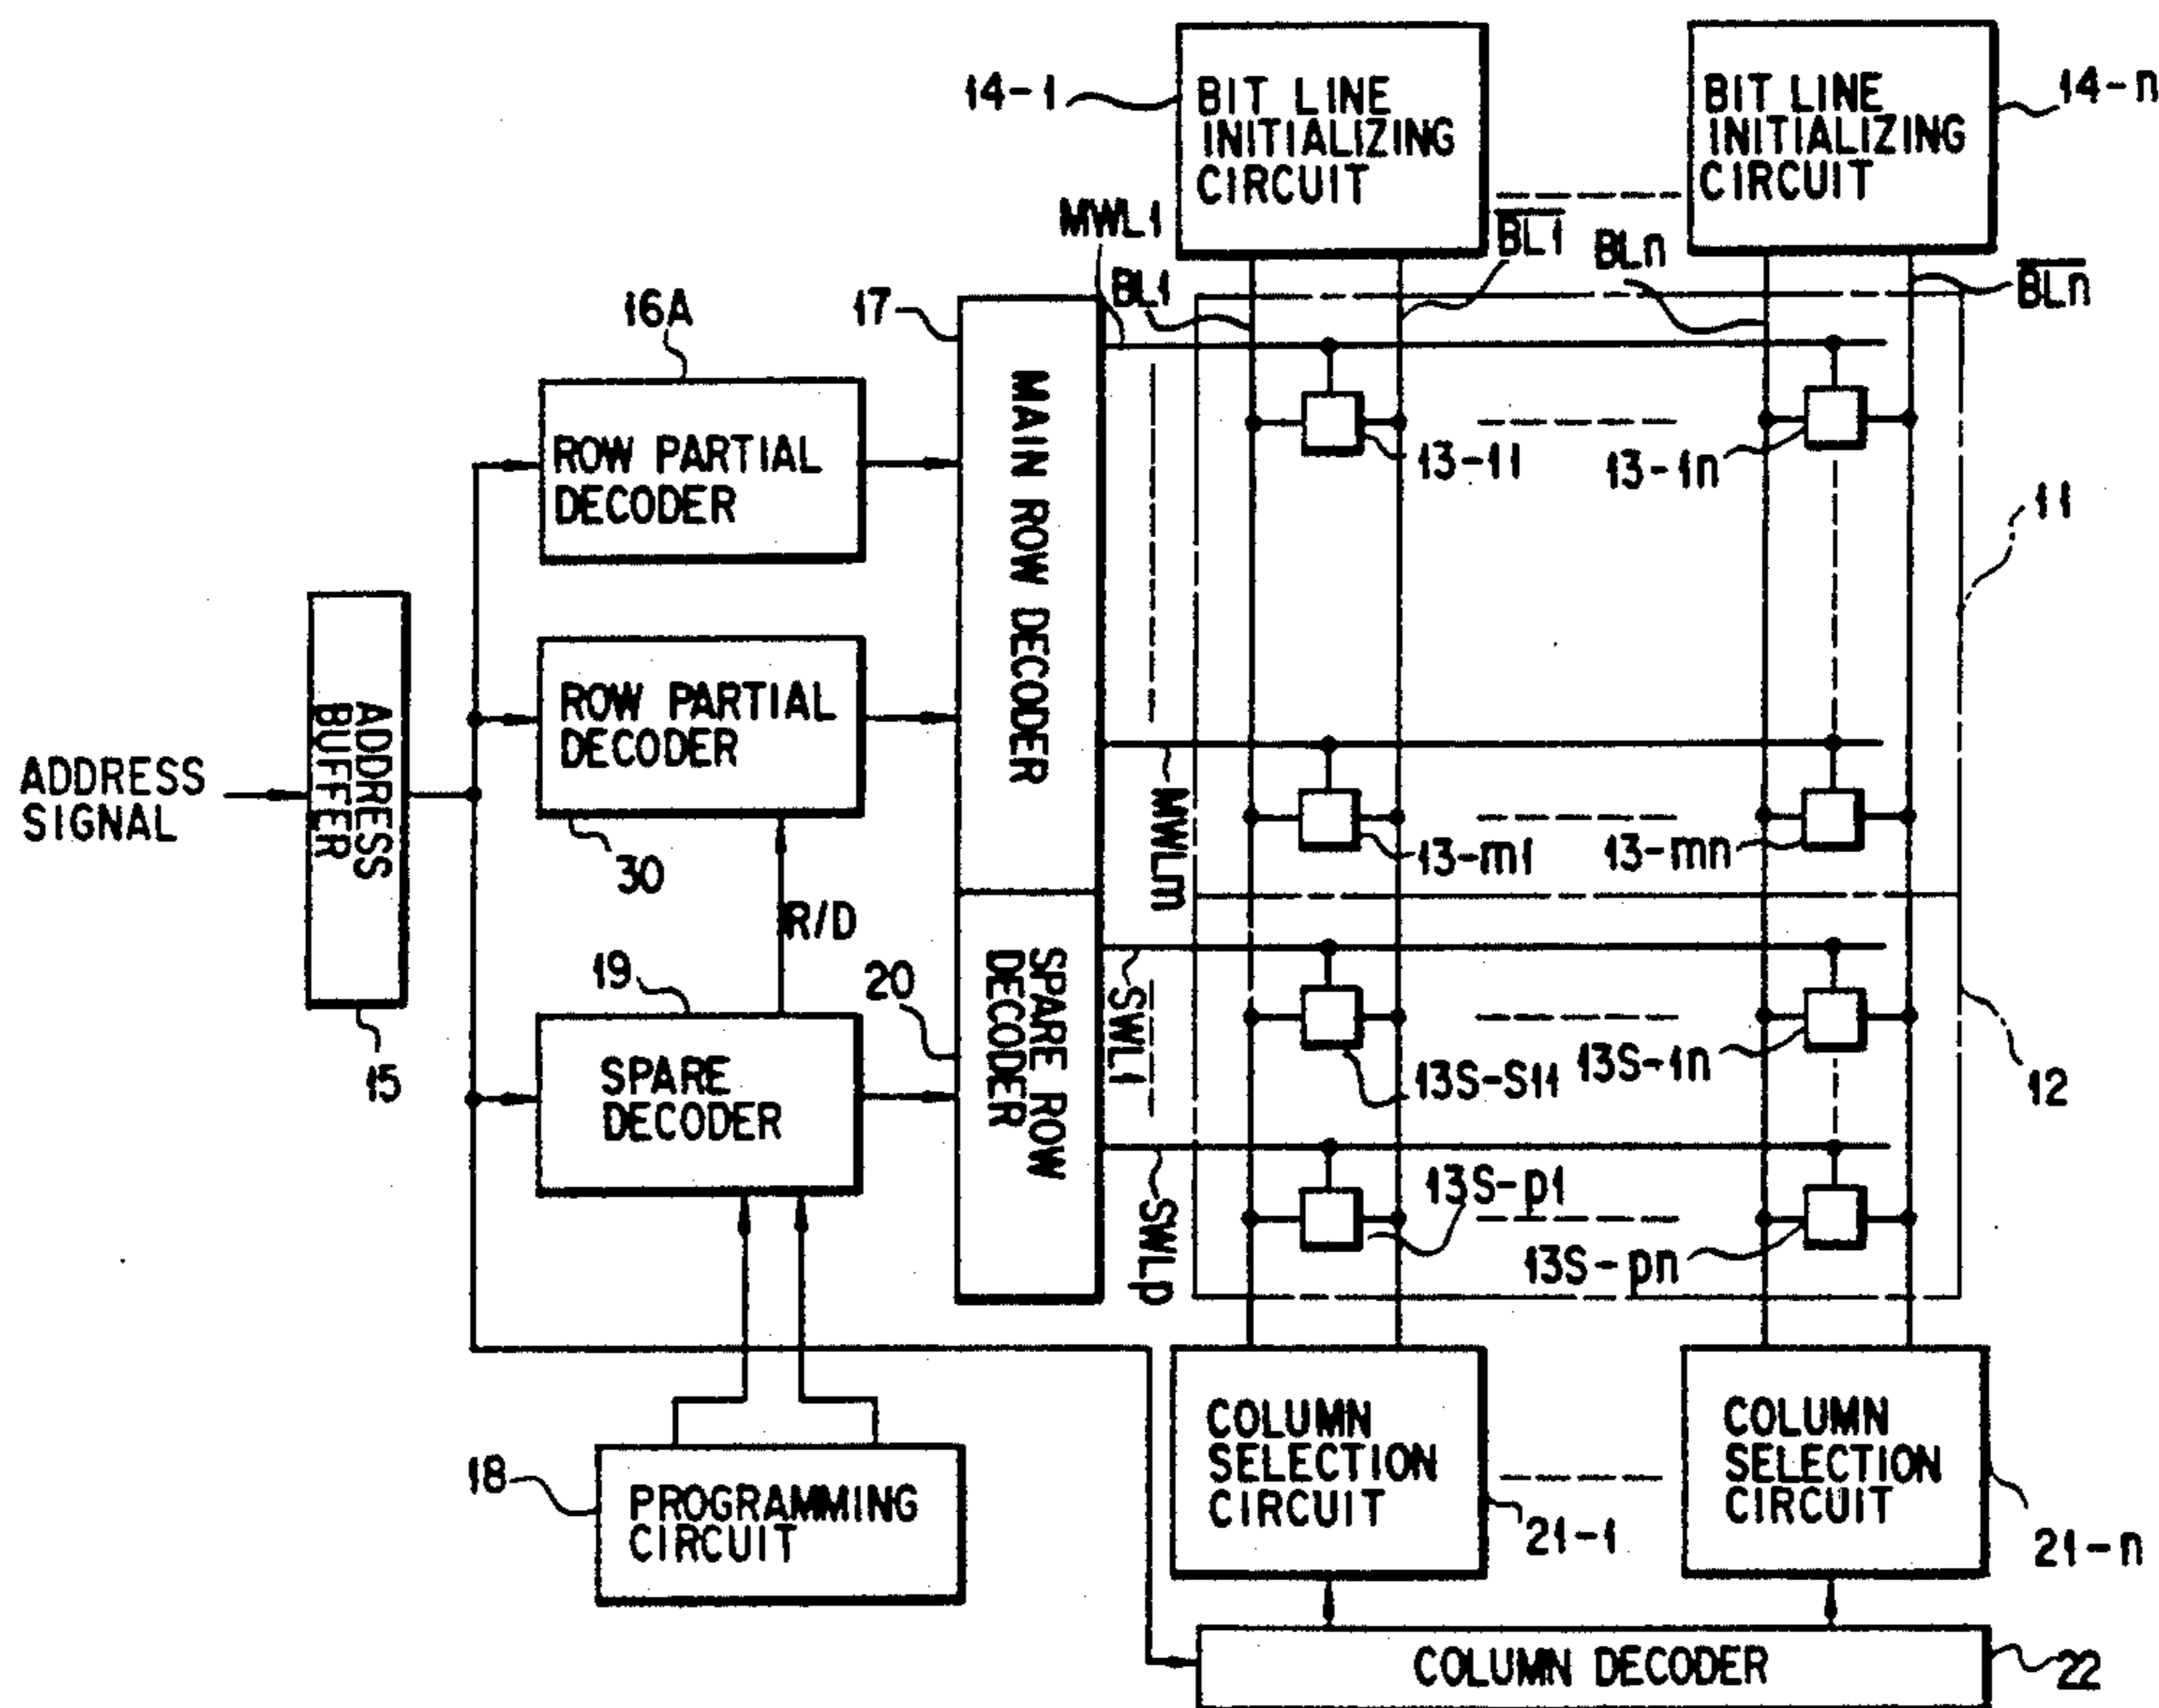 14-1
BIT LINE
INITIALIZING
CIRCUIT
BIT LINE
INITIALIZING
CIRCUIT
14-n
MWL1
BL1
B̅L̅1̅
BLn
B̅L̅n̅
16A
17
ROW PARTIAL
DECODER
MAIN ROW DECODER
13-11
13-1n
11
ADDRESS
SIGNAL
ADDRESS
BUFFER
15
ROW PARTIAL
DECODER
30
R/D
MWLm
13-m1
13-mn
19
20
SPARE
DECODER
SPARE ROW
DECODER
SWL1
13S-S11
13S-1n
12
SWLp
13S-p1
13S-pn
18
PROGRAMMING
CIRCUIT
COLUMN
SELECTION
CIRCUIT
21-1
COLUMN
SELECTION
CIRCUIT
21-n
COLUMN DECODER
22